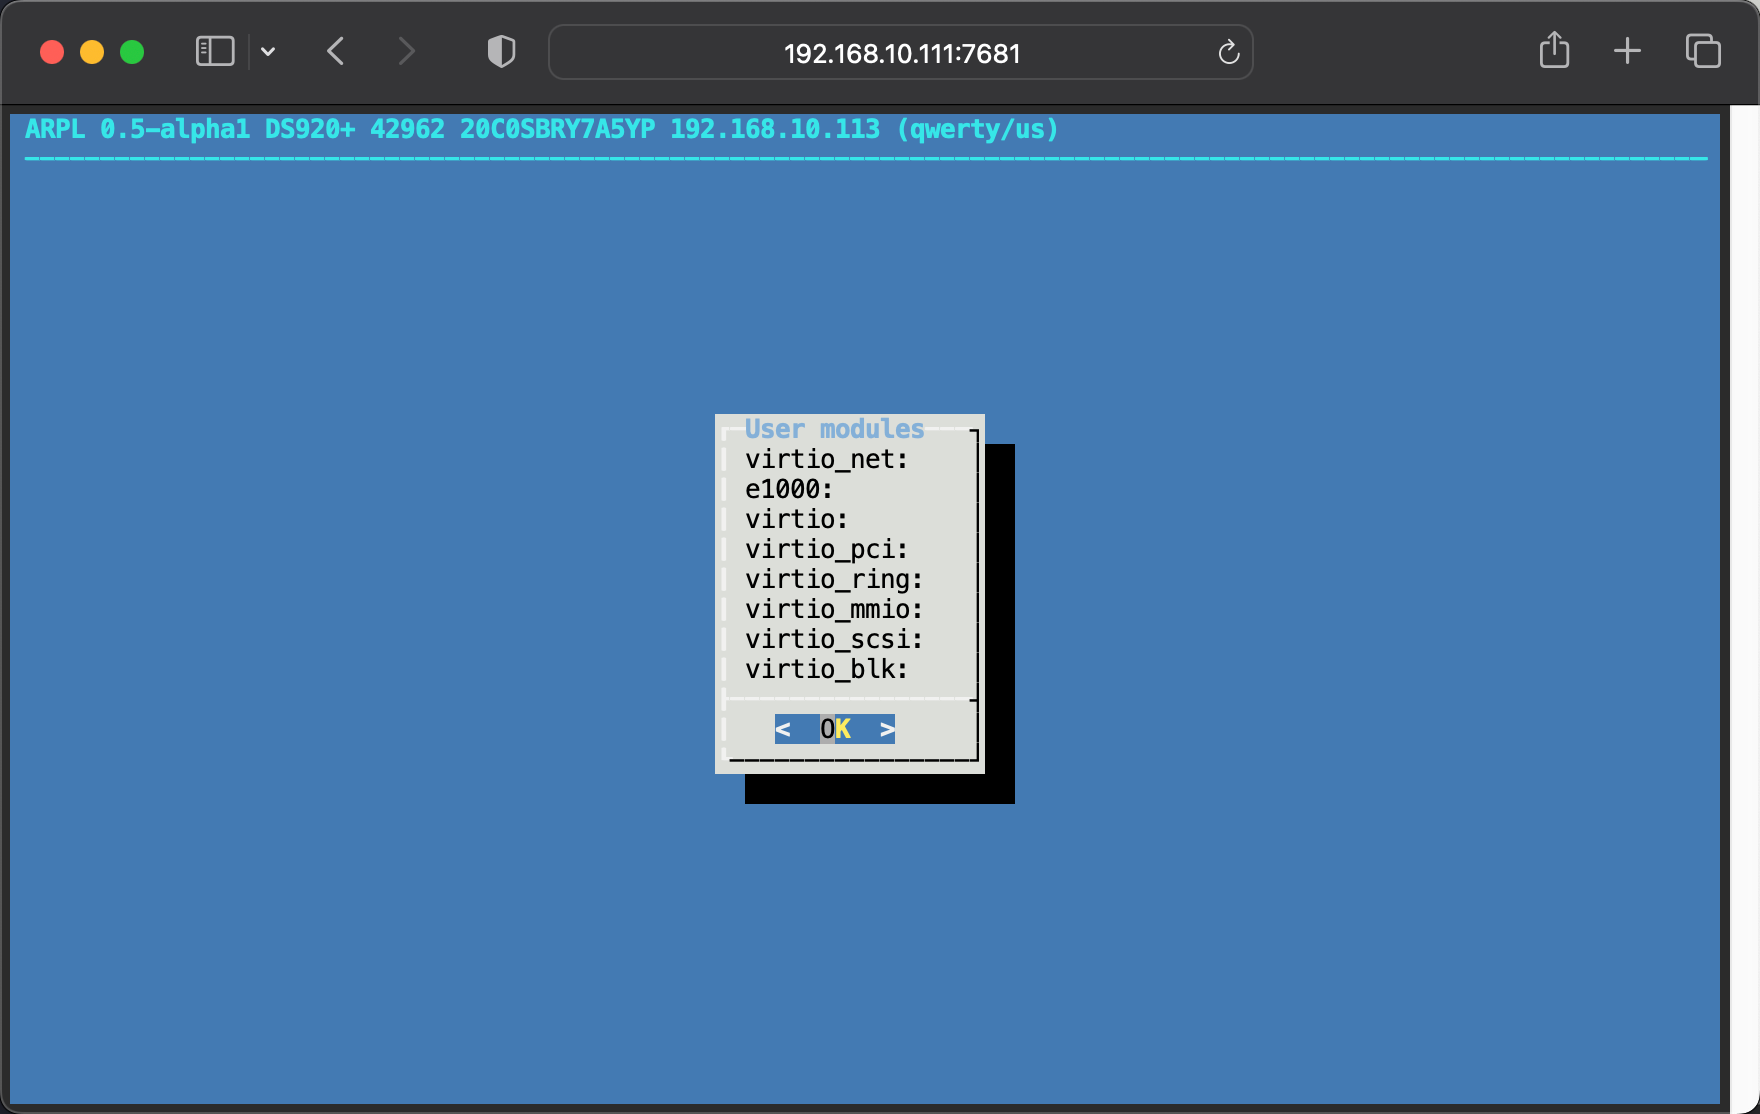 192.168.10.111:7681
ARPL 0.5-alpha1 DS920+ 42962 20C0SBRY7A5YP 192.168.10.113 (qwerty/us)
User modules
virtio_net:
e1000:
virtio:
virtio_pci:
virtio_ring:
virtio_mmio:
virtio_scsi:
virtio_blk:
<  OK  >